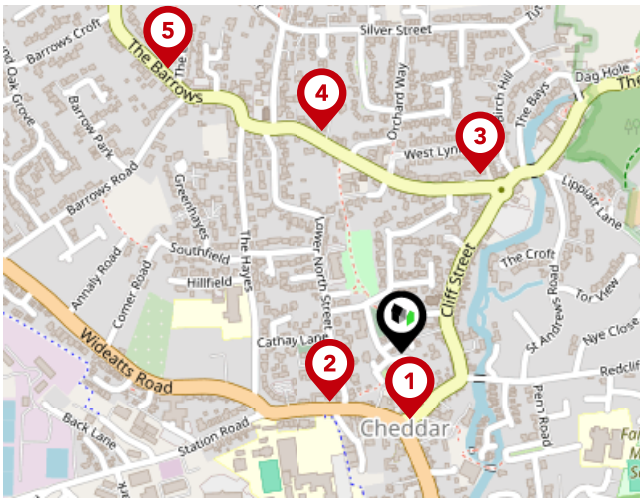 Silver Street
Barrows Croft
5
The Barrows
Orchard Way
Birch Hill
The Bays
Dag Hole
The
Oak Grove
Barrow Park
4
3
West Lyn
Barrows Road
Greenhayes
Lippiatt Lane
Southfield
The Hayes
Lower North Street
Cliff Street
The Croft
Annaly Road
Corner Road
Hillfield
St Andrews Road
Tor View
Cathay Lane
Nye Close
Wideatts Road
2
1
Redcliff
Cheddar
Penn Road
Back Lane
Station Road